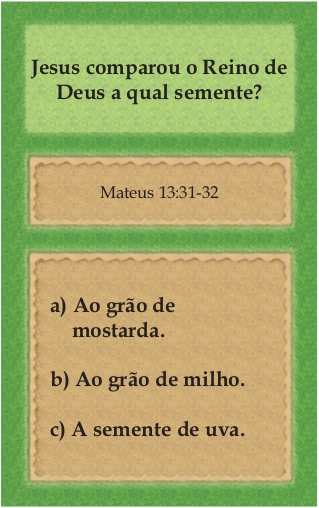 Jesus comparou o Reino de
Deus a qual semente?
Mateus 13:31-32
a) Ao grão de
mostarda.
b) Ao grão de milho.
c) A semente de uva.